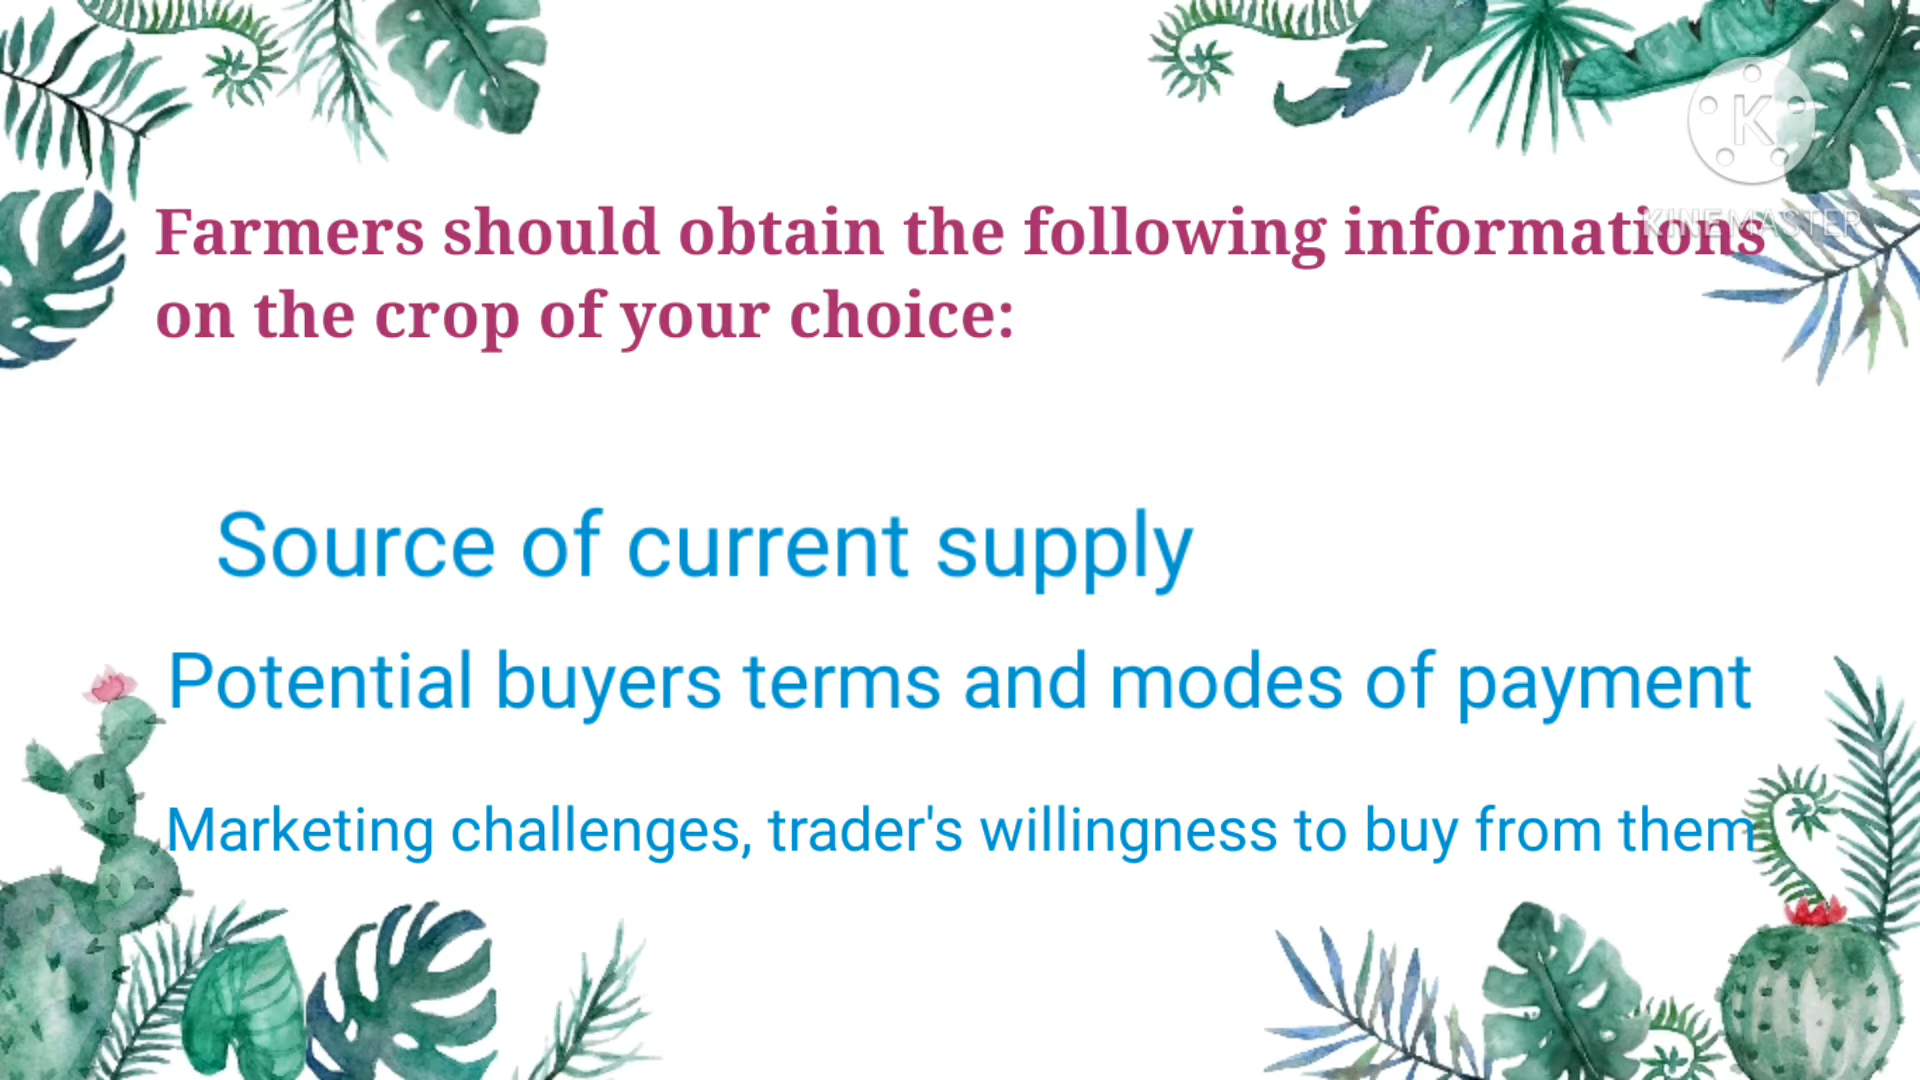 K
KINEMASTER
Farmers should obtain the following informations
on the crop of your choice:
Source of current supply
Potential buyers terms and modes of payment
Marketing challenges, trader's willingness to buy from them